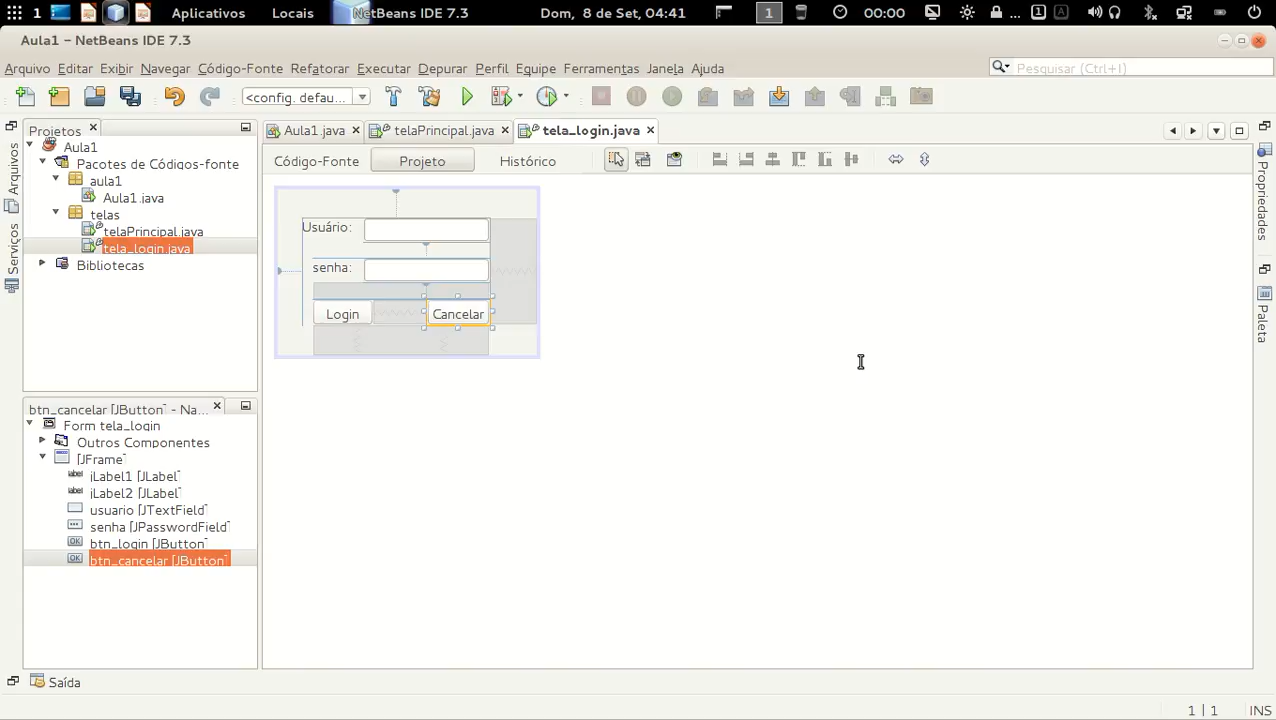 1 Aplicativos Locais NetBeans IDE 7.3 Dom, 8 de Set, 04:41 1 00:00 ... 1 A
Aula1 – NetBeans IDE 7.3
Arquivo Editar Exibir Navegar Código-Fonte Refatorar Executar Depurar Perfil Equipe Ferramentas Janela Ajuda
Pesquisar (Ctrl+I)
<config. defau...
Projetos
Aula1.java telaPrincipal.java tela_login.java
Arquivos
Serviços
Aula1
Pacotes de Códigos-fonte
aula1
Aula1.java
telas
telaPrincipal.java
tela_login.java
Bibliotecas
Código-Fonte Projeto Histórico
Usuário:
senha:
Login Cancelar
Propriedades
Paleta
btn_cancelar [JButton] - Na...
Form tela_login
Outros Componentes
[JFrame]
jLabel1 [JLabel]
jLabel2 [JLabel]
usuario [JTextField]
senha [JPasswordField]
btn_login [JButton]
btn_cancelar [JButton]
Saída
1 | 1 INS